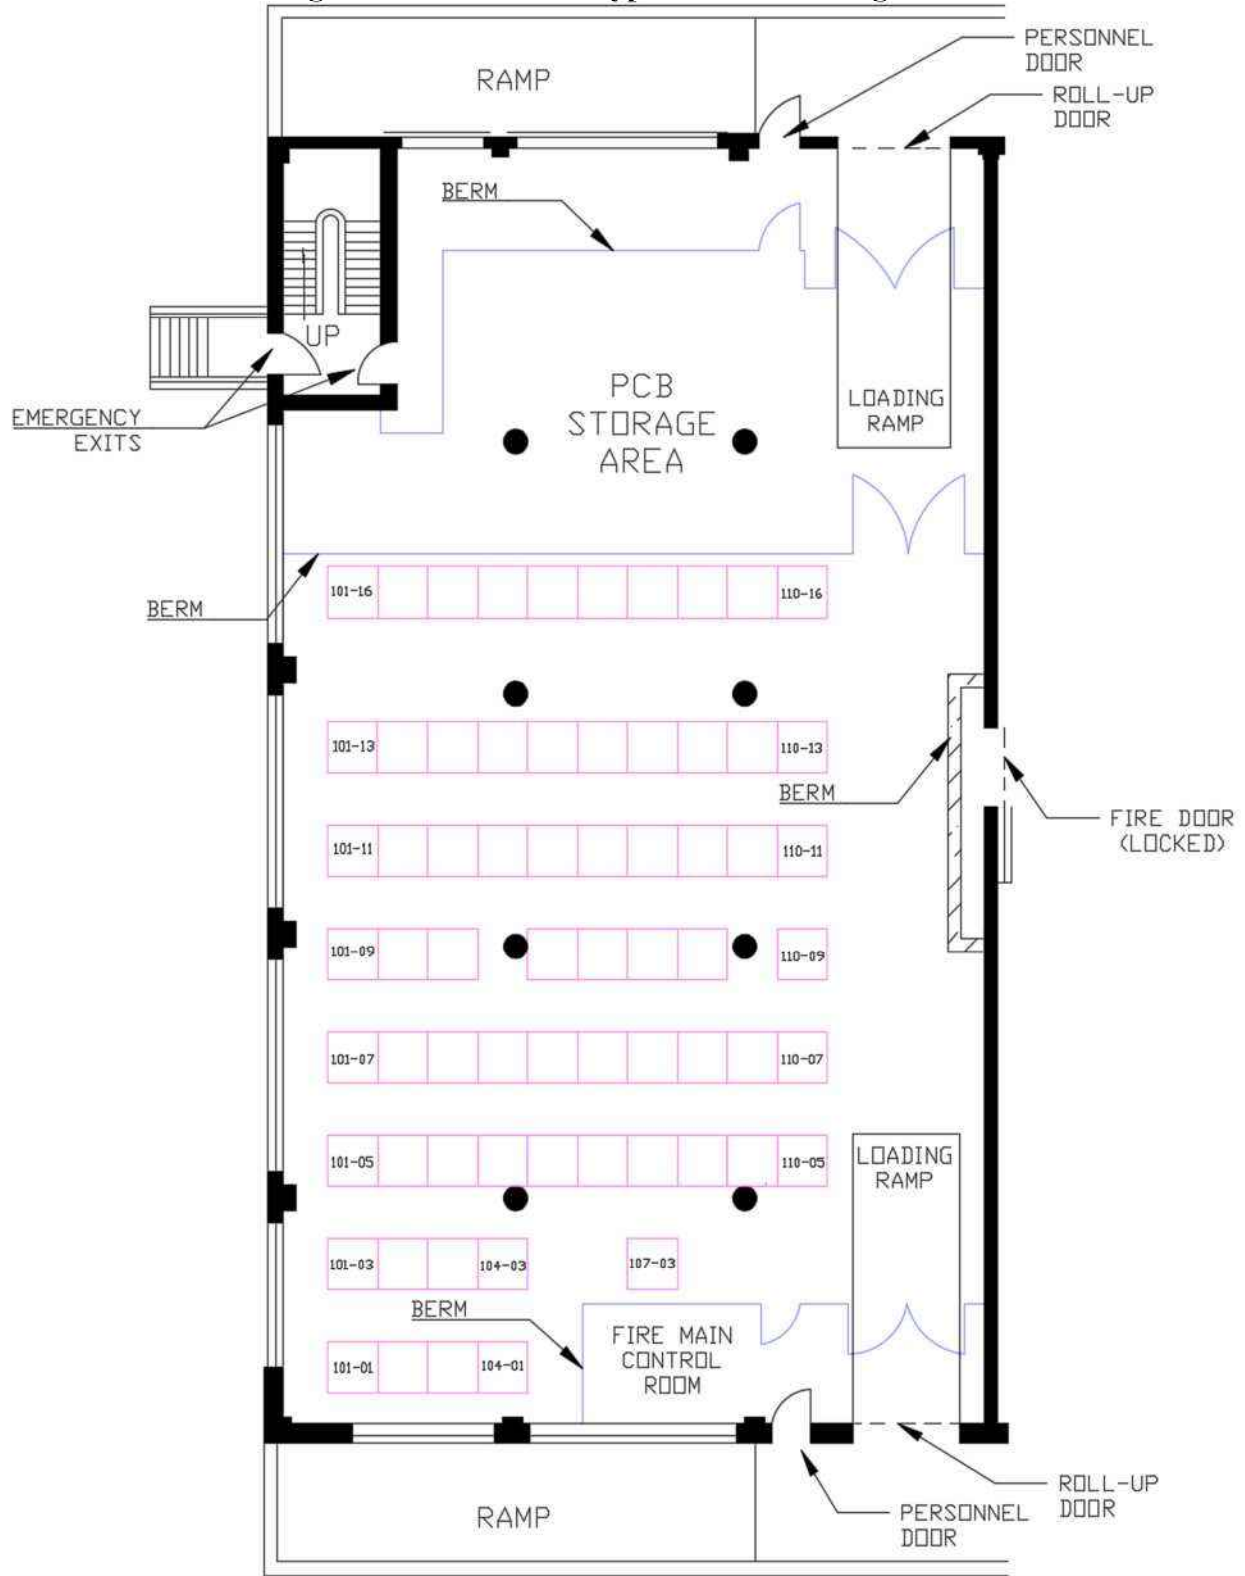 PERSONNEL
DOOR
RAMP
ROLL-UP
DOOR
BERM
UP
PCB
STORAGE
AREA
LOADING
RAMP
EMERGENCY
EXITS
101-16
110-16
BERM
101-13
110-13
BERM
FIRE DOOR
(LOCKED)
101-11
110-11
101-09
110-09
101-07
110-07
101-05
110-05
LOADING
RAMP
101-03
104-03
107-03
BERM
FIRE MAIN
CONTROL
ROOM
101-01
104-01
ROLL-UP
DOOR
RAMP
PERSONNEL
DOOR